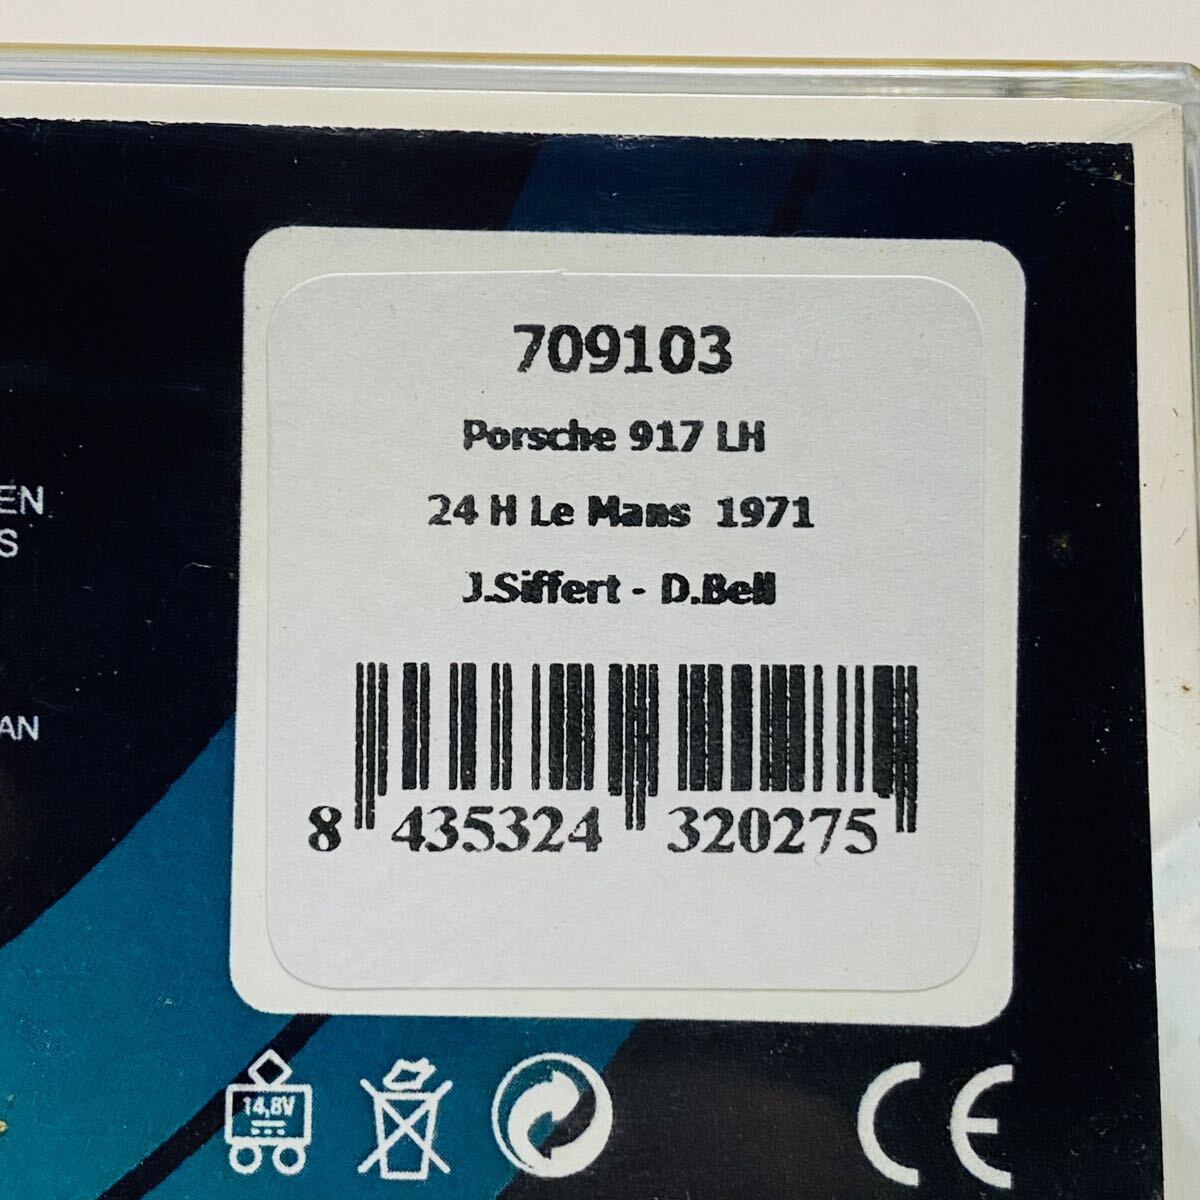 709103
Porsche 917 LH
24 H Le Mans 1971
J.Siffert - D.Bell
EN
S
AN
8 435324 320275
14,8V
CE